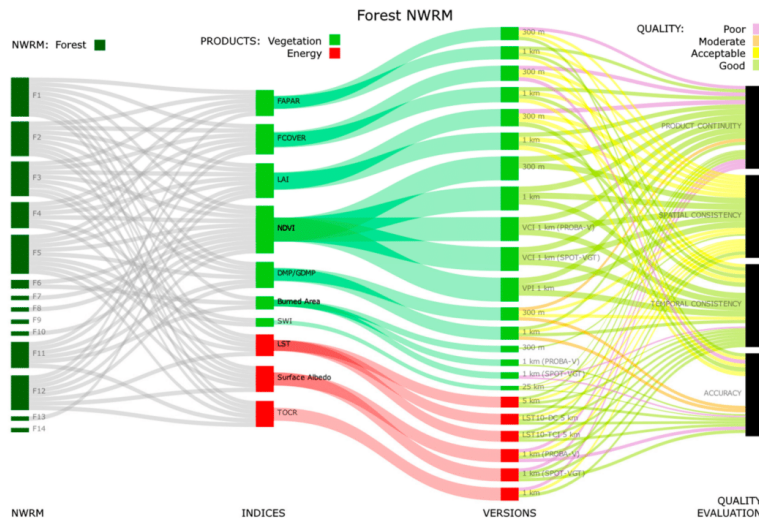 Forest NWRM
NWRM: Forest
PRODUCTS: Vegetation
Energy
QUALITY: Poor
Moderate
Acceptable
Good
F1
F2
F3
F4
F5
F6
F7
F8
F9
F10
F11
F12
F13
F14
FAPAR
FCOVER
LAI
NDVI
DMP/GDMP
Burned Area
SWI
LST
Surface Albedo
TOCR
300 m
1 km
300 m
1 km
300 m
1 km
300 m
1 km
VCI 1 km (PROBA-V)
VCI 1 km (SPOT-VGT)
VPI 1 km
300 m
1 km
300 m
1 km (PROBA-V)
1 km (SPOT-VGT)
25 km
5 km
LST10-DC 5 km
LST10-TCI 5 km
1 km (PROBA-V)
1 km (SPOT-VGT)
1 km
PRODUCT CONTINUITY
SPATIAL CONSISTENCY
TEMPORAL CONSISTENCY
ACCURACY
NWRM
INDICES
VERSIONS
QUALITY
EVALUATION